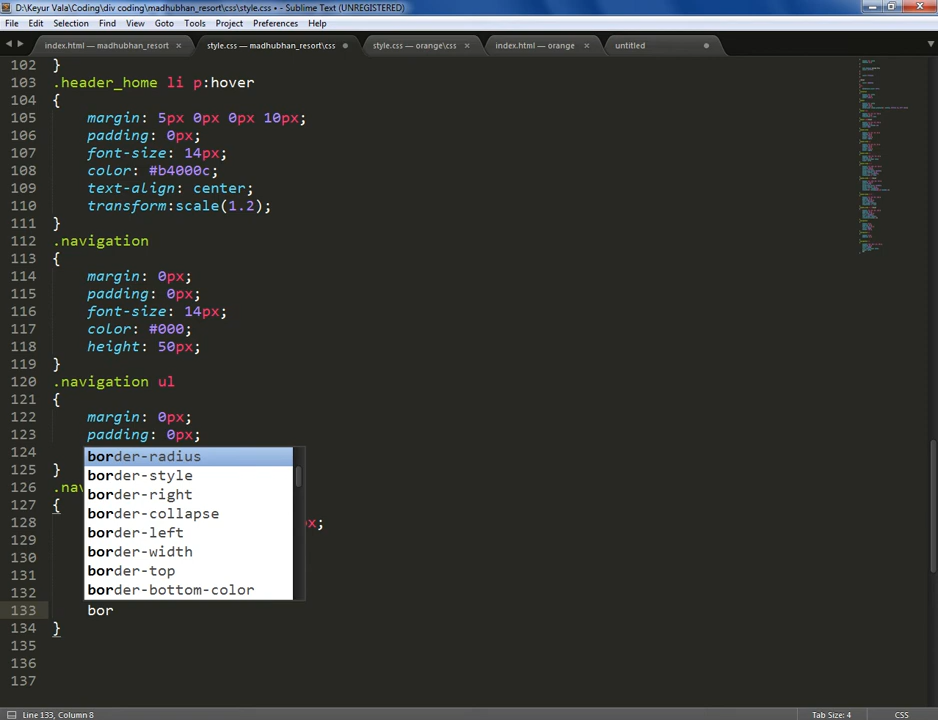 D:\Keyur Vala\Coding\div coding\madhubhan_resort\css\style.css • - Sublime Text (UNREGISTERED)
File Edit Selection Find View Goto Tools Project Preferences Help
index.html — madhubhan_resort × style.css — madhubhan_resort\css • style.css — orange\css × index.html — orange × untitled •
102 }
103 .header_home li p:hover
104 {
105 margin: 5px 0px 0px 10px;
106 padding: 0px;
107 font-size: 14px;
108 color: #b4000c;
109 text-align: center;
110 transform:scale(1.2);
111 }
112 .navigation
113 {
114 margin: 0px;
115 padding: 0px;
116 font-size: 14px;
117 color: #000;
118 height: 50px;
119 }
120 .navigation ul
121 {
122 margin: 0px;
123 padding: 0px;
124 border-radius
125 } border-style
126 .na border-right
127 { border-collapse
128 border-left x;
129 border-width
130 border-top
131 border-bottom-color
132
133 bor
134 }
135
136
137
Line 133, Column 8 Tab Size: 4 CSS